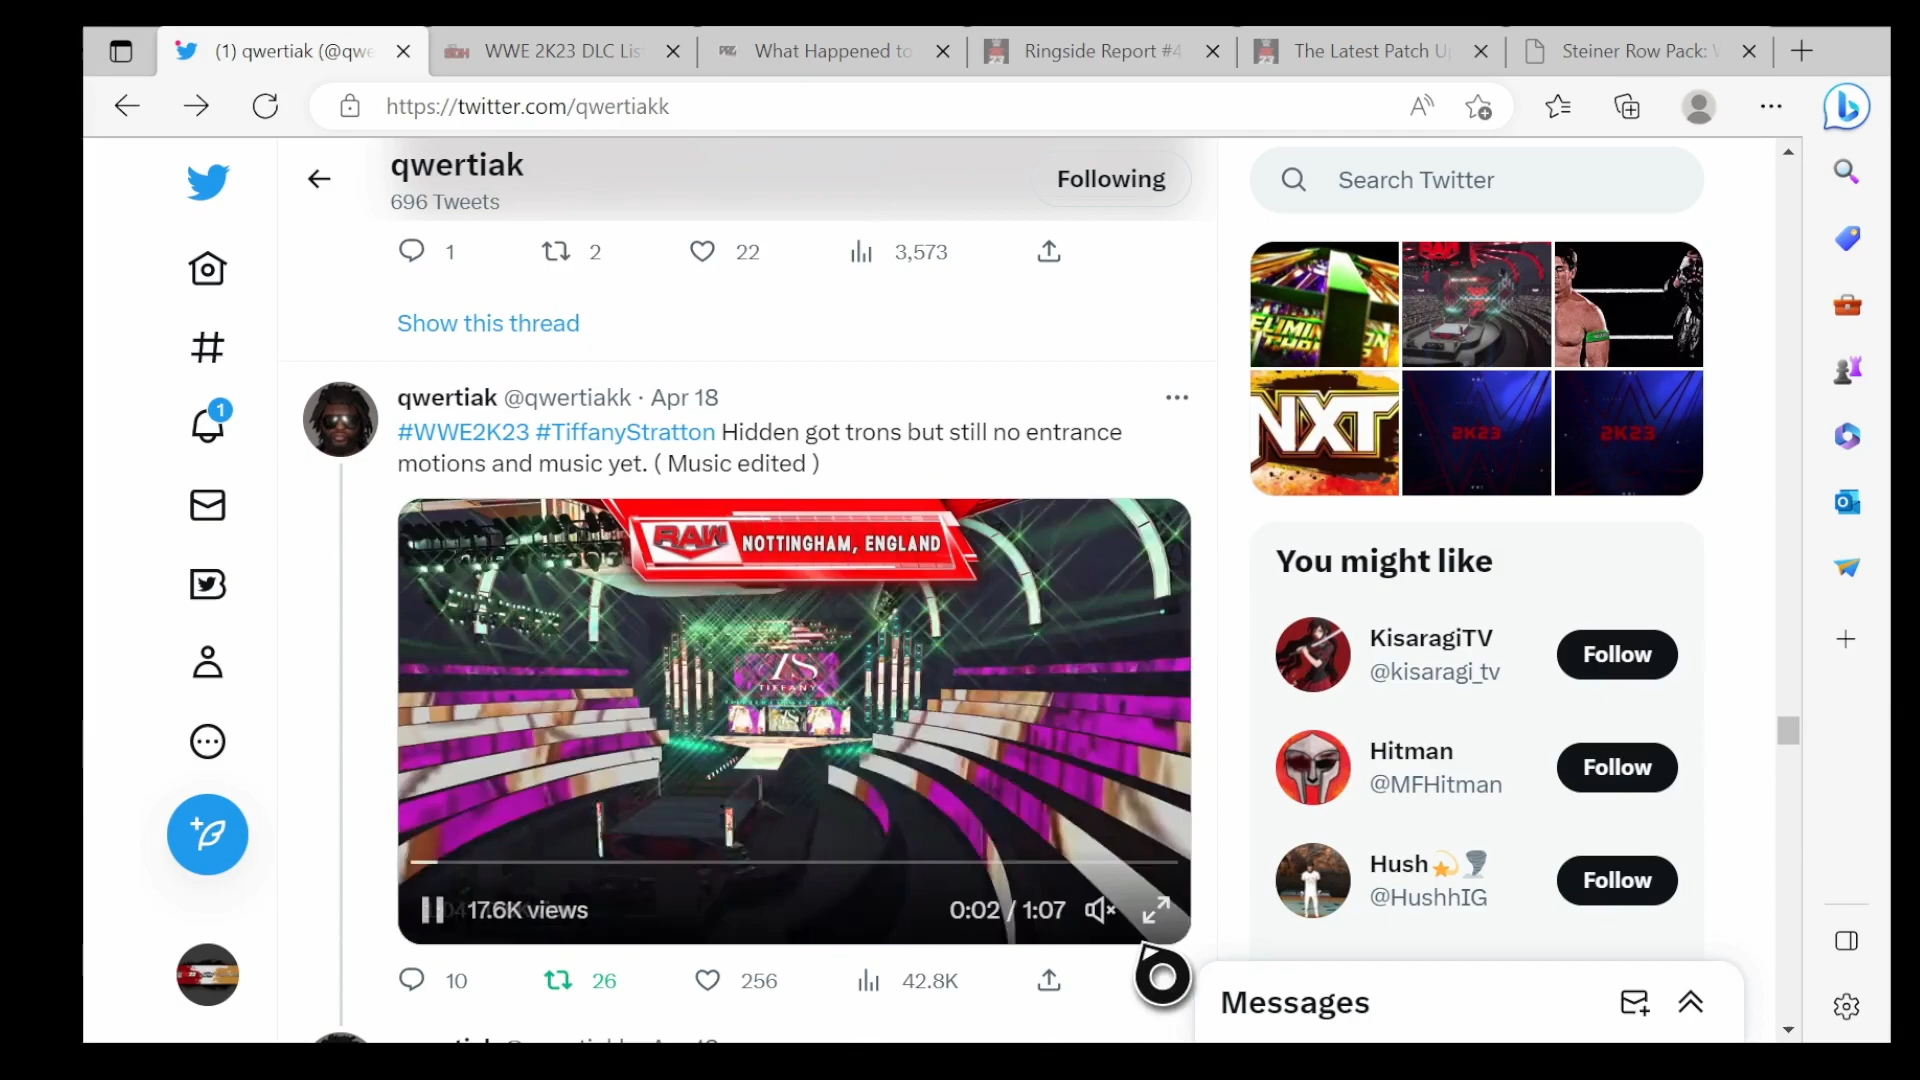 (1) qwertiak (@qwe
WWE 2K23 DLC Lis
What Happened to
Ringside Report #4
The Latest Patch U
Steiner Row Pack: W
https://twitter.com/qwertiakk
qwertiak
696 Tweets
Following
Search Twitter
1 2 22 3,573
Show this thread
qwertiak @qwertiakk · Apr 18
#WWE2K23 #TiffanyStratton Hidden got trons but still no entrance
motions and music yet. ( Music edited )
RAW NOTTINGHAM, ENGLAND
TIFFANY
17.6K views
0:02 / 1:07
10 26 256 42.8K
NXT
2K23
2K23
You might like
KisaragiTV
@kisaragi_tv
Follow
Hitman
@MFHitman
Follow
Hush
@HushhIG
Follow
Messages
1